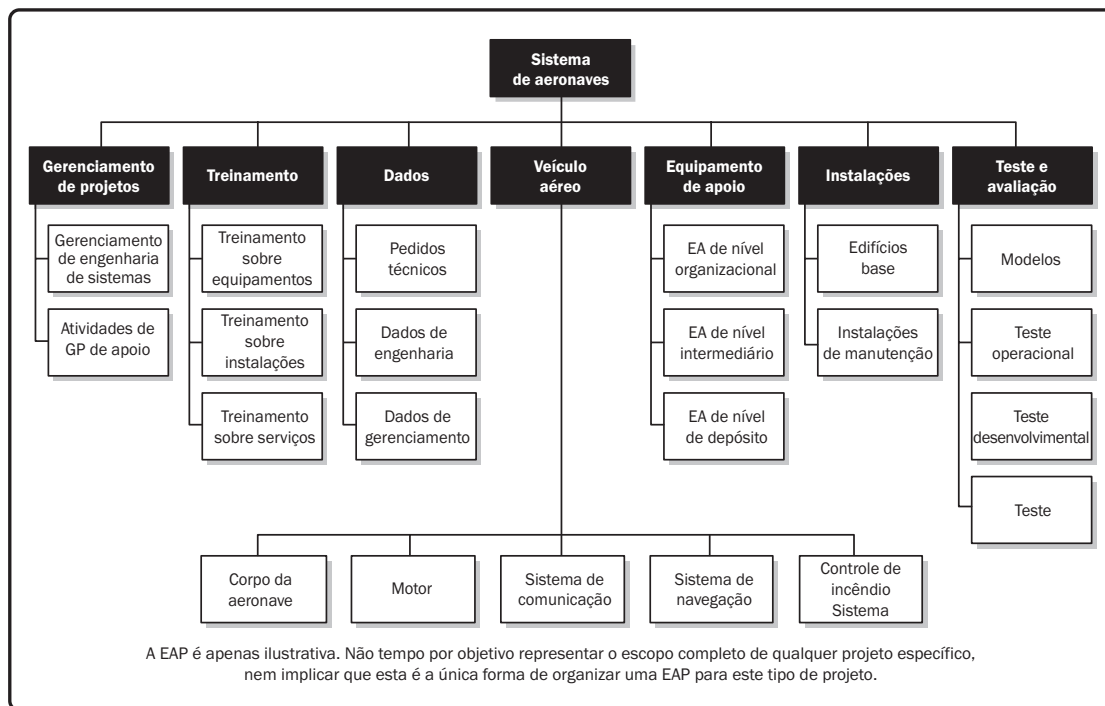 Sistema
de aeronaves
Gerenciamento
de projetos
Treinamento
Dados
Veículo
aéreo
Equipamento
de apoio
Instalações
Teste e
avaliação
Gerenciamento
de engenharia
de sistemas
Atividades de
GP de apoio
Treinamento
sobre
equipamentos
Treinamento
sobre
instalações
Treinamento
sobre serviços
Pedidos
técnicos
Dados de
engenharia
Dados de
gerenciamento
EA de nível
organizacional
EA de nível
intermediário
EA de nível
de depósito
Edifícios
base
Instalações
de manutenção
Modelos
Teste
operacional
Teste
desenvolvimental
Teste
Corpo da
aeronave
Motor
Sistema de
comunicação
Sistema de
navegação
Controle de
incêndio
Sistema
A EAP é apenas ilustrativa. Não tempo por objetivo representar o escopo completo de qualquer projeto específico,
nem implicar que esta é a única forma de organizar uma EAP para este tipo de projeto.